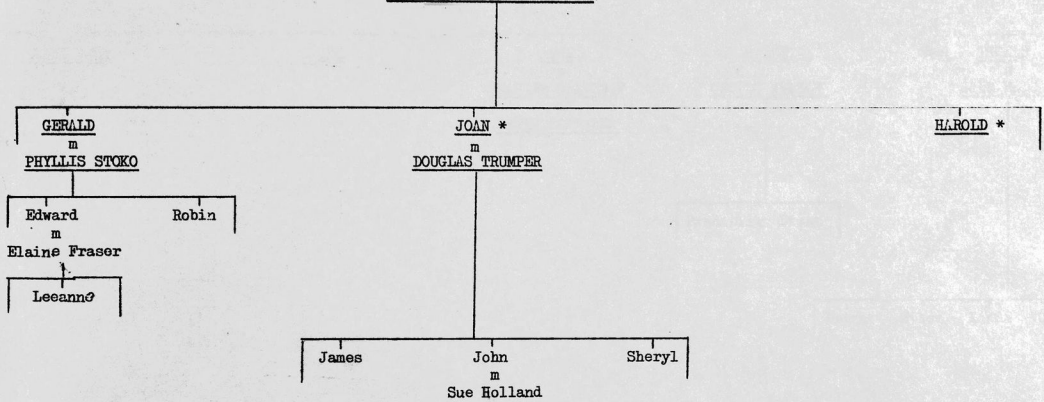 GERALD
m
PHYLLIS STOKO
JOAN *
m
DOUGLAS TRUMPER
HAROLD *
Edward
m
Elaine Fraser
Robin
Leeanne
James
John
m
Sue Holland
Sheryl